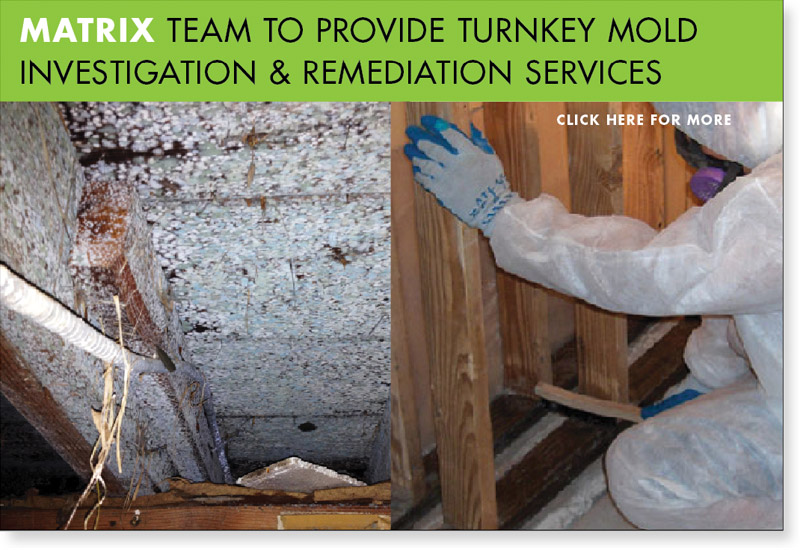 MATRIX TEAM TO PROVIDE TURNKEY MOLD
INVESTIGATION & REMEDIATION SERVICES
CLICK HERE FOR MORE